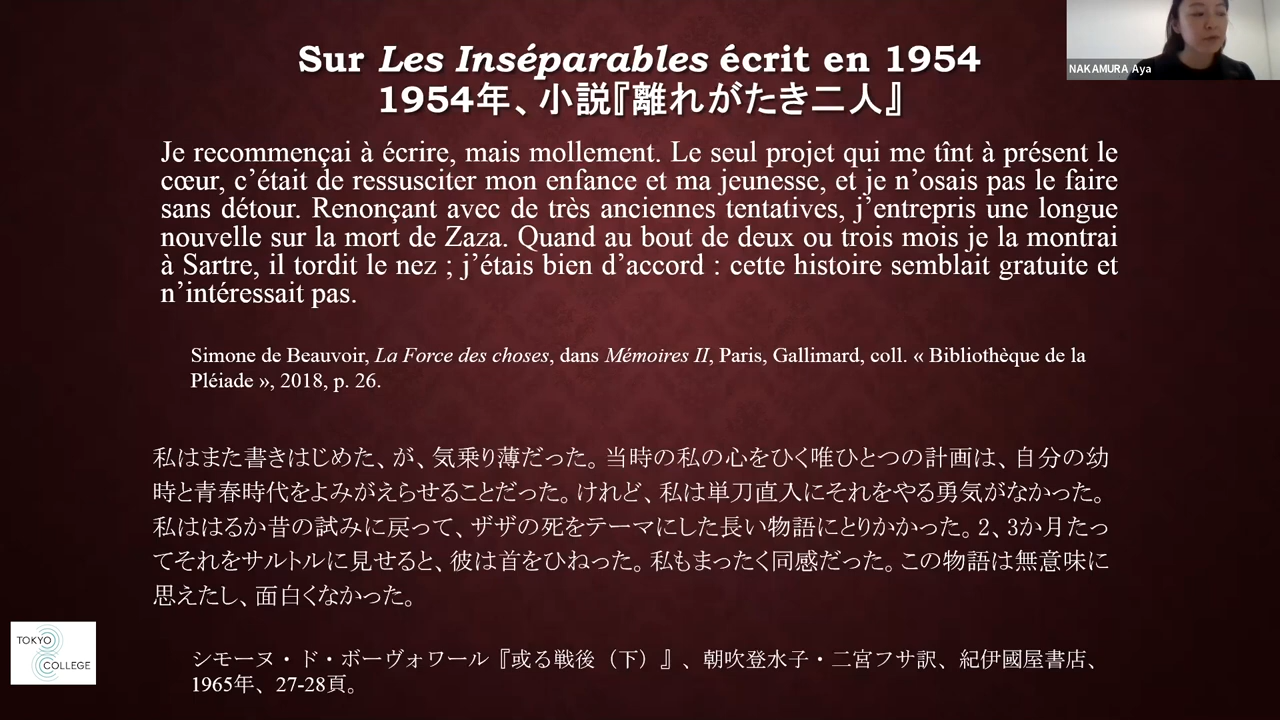 Sur Les Inséparables écrit en 1954
1954年、小説『離れがたき二人』
NAKAMURA Aya
Je recommençai à écrire, mais mollement. Le seul projet qui me tînt à présent le
cœur, c’était de ressusciter mon enfance et ma jeunesse, et je n’osais pas le faire
sans détour. Renonçant avec de très anciennes tentatives, j’entrepris une longue
nouvelle sur la mort de Zaza. Quand au bout de deux ou trois mois je la montrai
à Sartre, il tordit le nez ; j’étais bien d’accord : cette histoire semblait gratuite et
n’intéressait pas.
Simone de Beauvoir, La Force des choses, dans Mémoires II, Paris, Gallimard, coll. « Bibliothèque de la
Pléiade », 2018, p. 26.
私はまた書きはじめた、が、気乗り薄だった。当時の私の心をひく唯ひとつの計画は、自分の幼
時と青春時代をよみがえらせることだった。けれど、私は単刀直入にそれをやる勇気がなかった。
私ははるか昔の試みに戻って、ザザの死をテーマにした長い物語にとりかかった。2、3か月たっ
てそれをサルトルに見せると、彼は首をひねった。私もまったく同感だった。この物語は無意味に
思えたし、面白くなかった。
シモーヌ・ド・ボーヴォワール『或る戦後（下）』、朝吹登水子・二宮フサ訳、紀伊國屋書店、
1965年、27-28頁。
TOKYO
COLLEGE